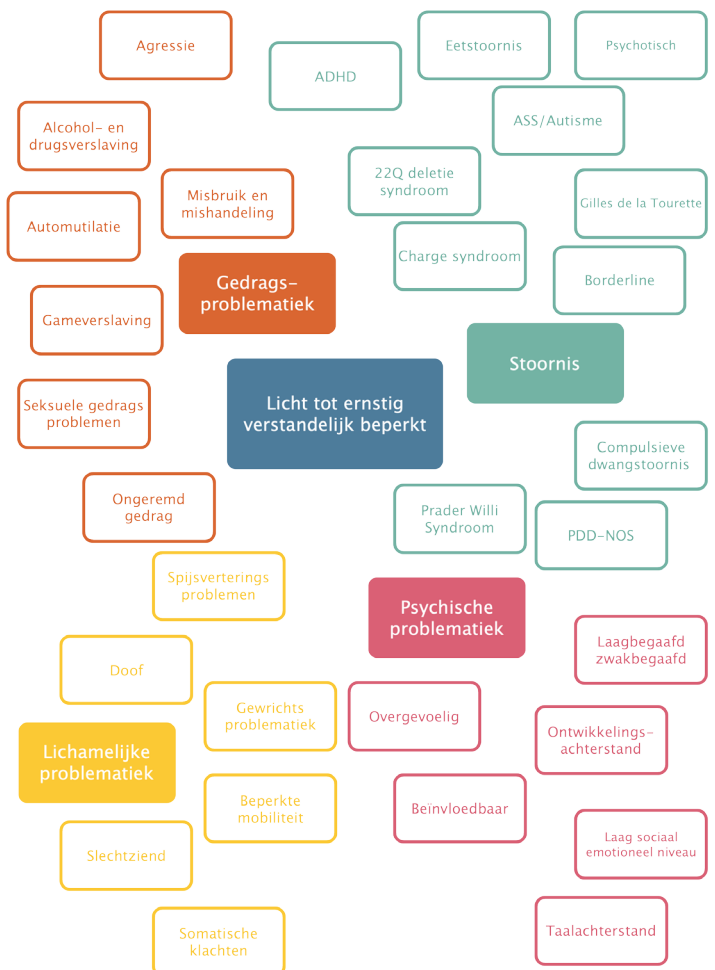 Agressie
ADHD
Eetstoornis
Psychotisch
Alcohol- en
drugsverslaving
ASS/Autisme
Misbruik en
mishandeling
22Q deletie
syndroom
Gilles de la Tourette
Automutilatie
Charge syndroom
Borderline
Gedrags-
problematiek
Gameverslaving
Stoornis
Licht tot ernstig
verstandelijk beperkt
Seksuele gedrags
problemen
Compulsieve
dwangstoornis
Ongeremd
gedrag
Prader Willi
Syndroom
PDD-NOS
Spijsverterings
problemen
Psychische
problematiek
Laagbegaafd
zwakbegaafd
Doof
Gewrichts
problematiek
Overgevoelig
Ontwikkelings-
achterstand
Lichamelijke
problematiek
Beperkte
mobiliteit
Beïnvloedbaar
Slechtziend
Laag sociaal
emotioneel niveau
Somatische
klachten
Taalachterstand